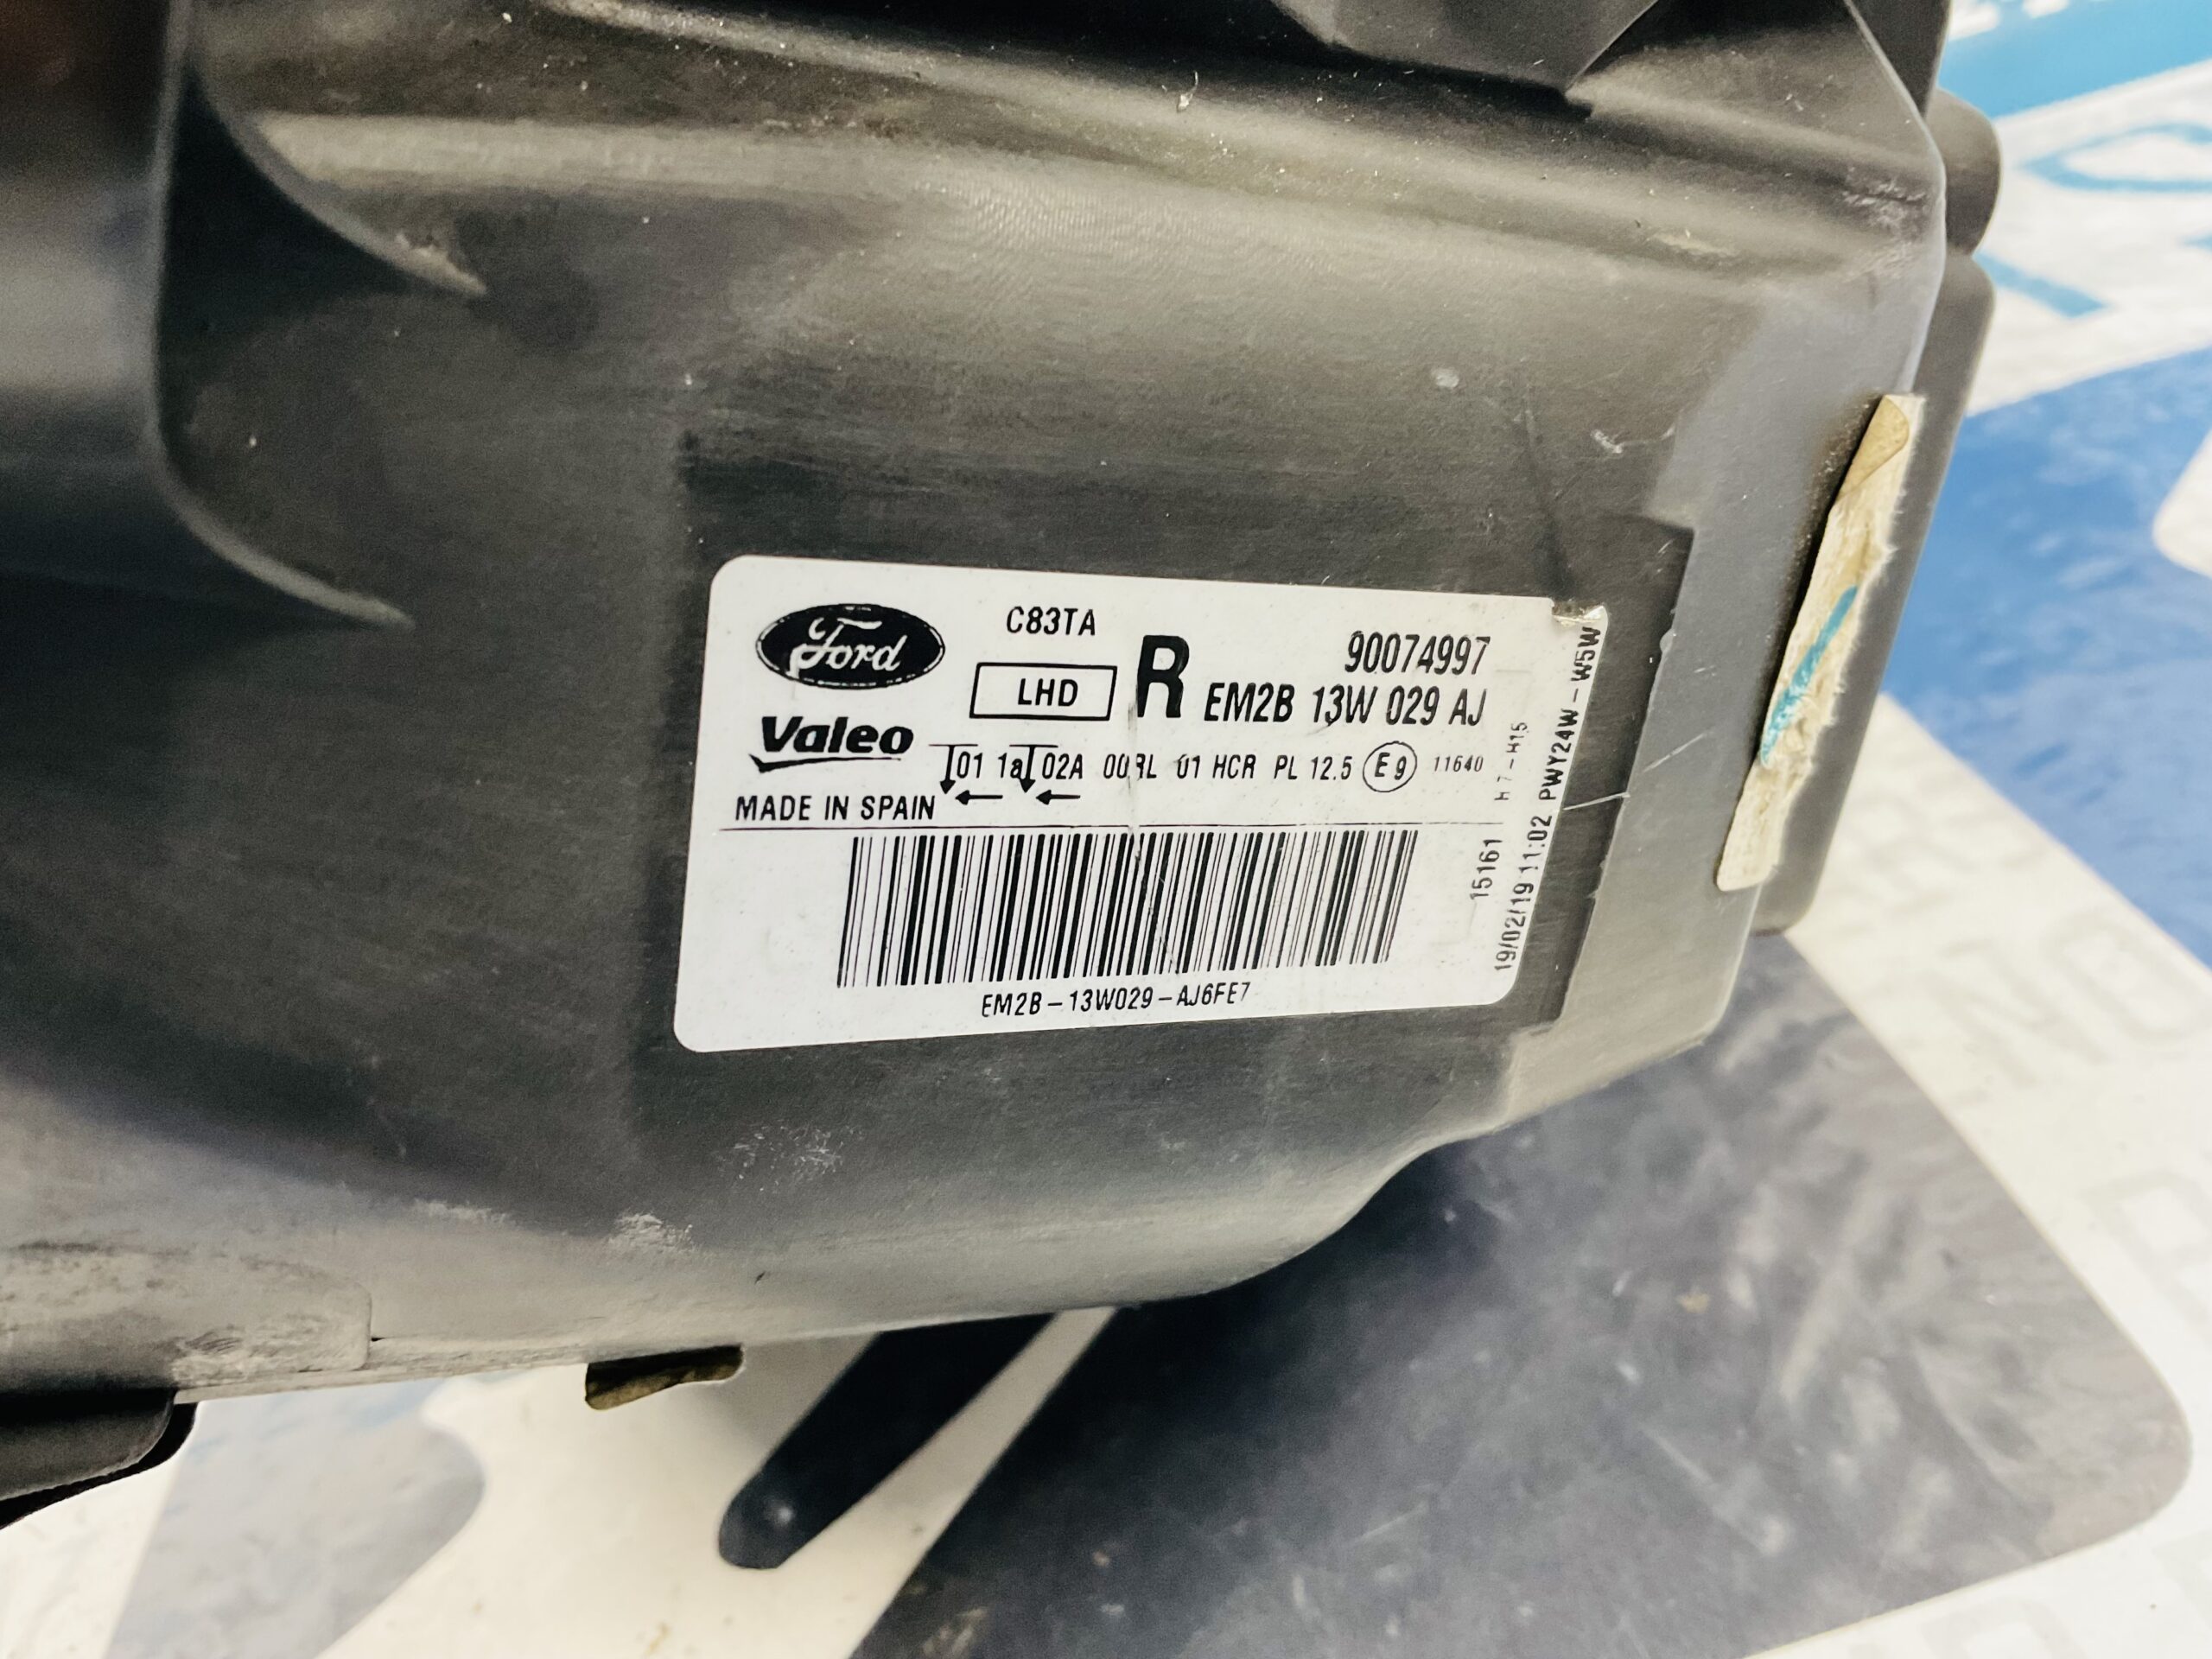 Ford
C83TA
90074997
LHD
R
EM2B 13W 029 AJ
Valeo
01 1a 02A 00RL 01 HCR PL 12.5 E9 11640
MADE IN SPAIN
EM2B-13W029-AJ6FE7
15161 H7-H15
19/02/19 11:02 PWY24W-W5W